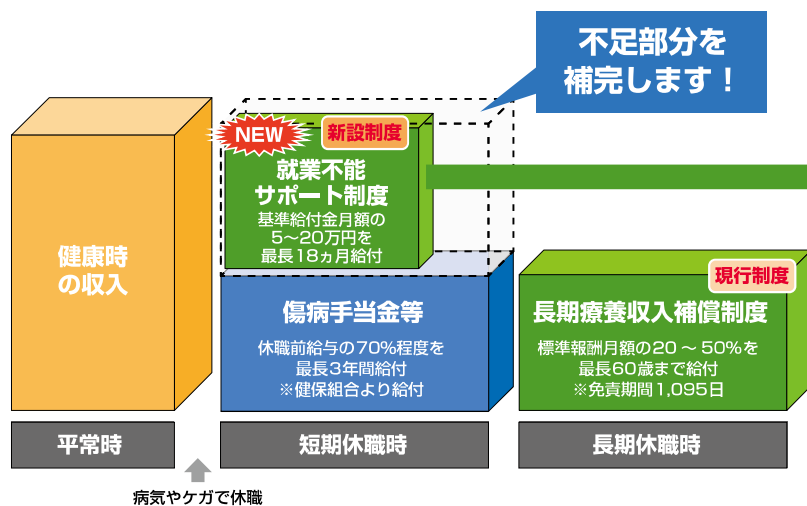 不足部分を
補完します！
NEW
新設制度
就業不能
サポート制度
基準給付金月額の
5〜20万円を
最長18ヵ月給付
健康時
の収入
傷病手当金等
休職前給与の70%程度を
最長3年間給付
※健保組合より給付
現行制度
長期療養収入補償制度
標準報酬月額の20 〜 50%を
最長60歳まで給付
※免責期間1,095日
平常時
短期休職時
長期休職時
病気やケガで休職